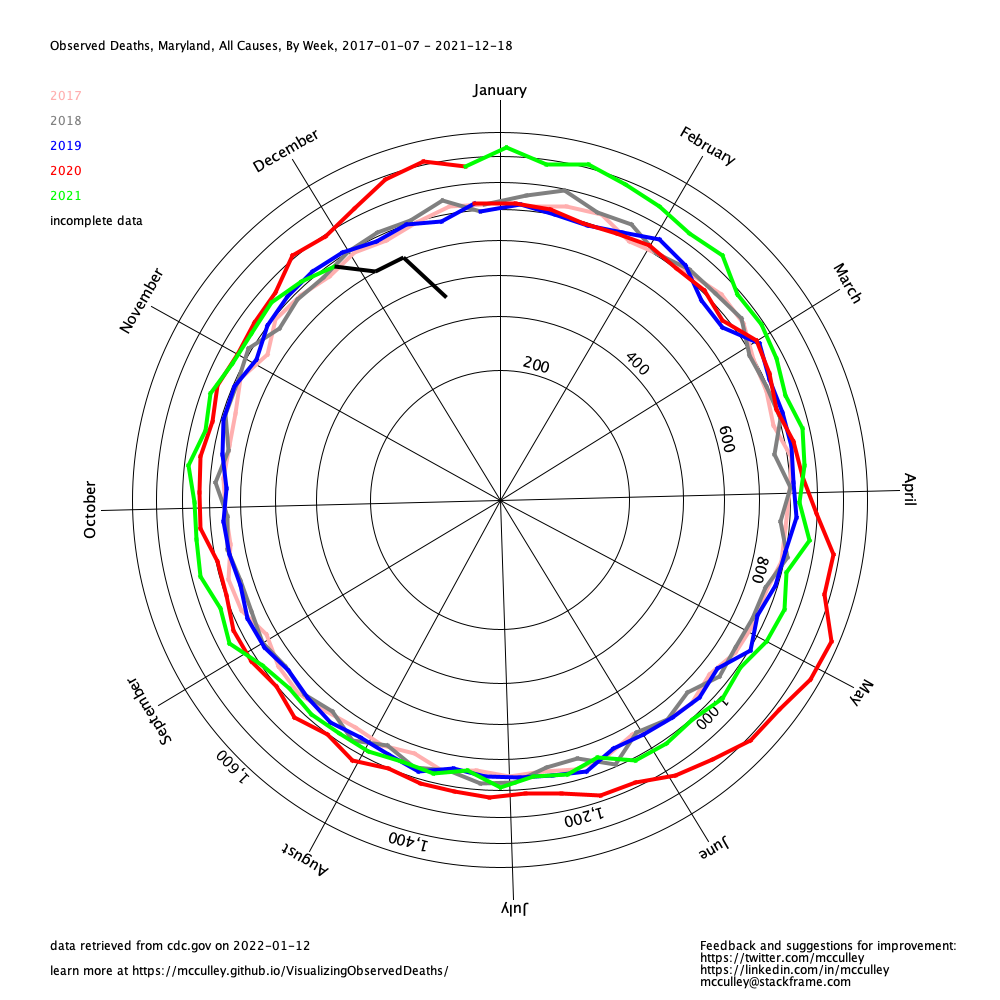 Observed Deaths, Maryland, All Causes, By Week, 2017-01-07 - 2021-12-18
2017
2018
2019
2020
2021
incomplete data
January
February
March
April
May
June
July
August
September
October
November
December
200
400
600
800
1,000
1,200
1,400
1,600
data retrieved from cdc.gov on 2022-01-12
learn more at https://mcculley.github.io/VisualizingObservedDeaths/
Feedback and suggestions for improvement:
https://twitter.com/mcculley
https://linkedin.com/in/mcculley
mcculley@stackframe.com